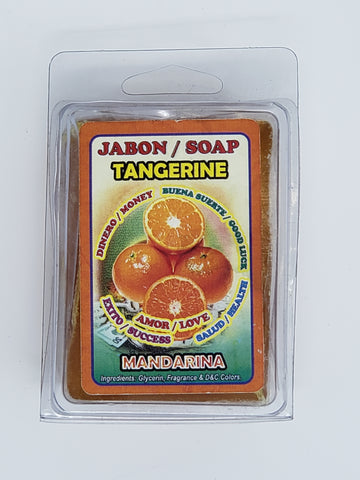 JABON / SOAP
TANGERINE
DINERO / MONEY
BUENA SUERTE / GOOD LUCK
EXITO / SUCCESS
AMOR / LOVE
SALUD / HEALTH
MANDARINA
Ingredients: Glycerin, Fragrance & D&C Colors.